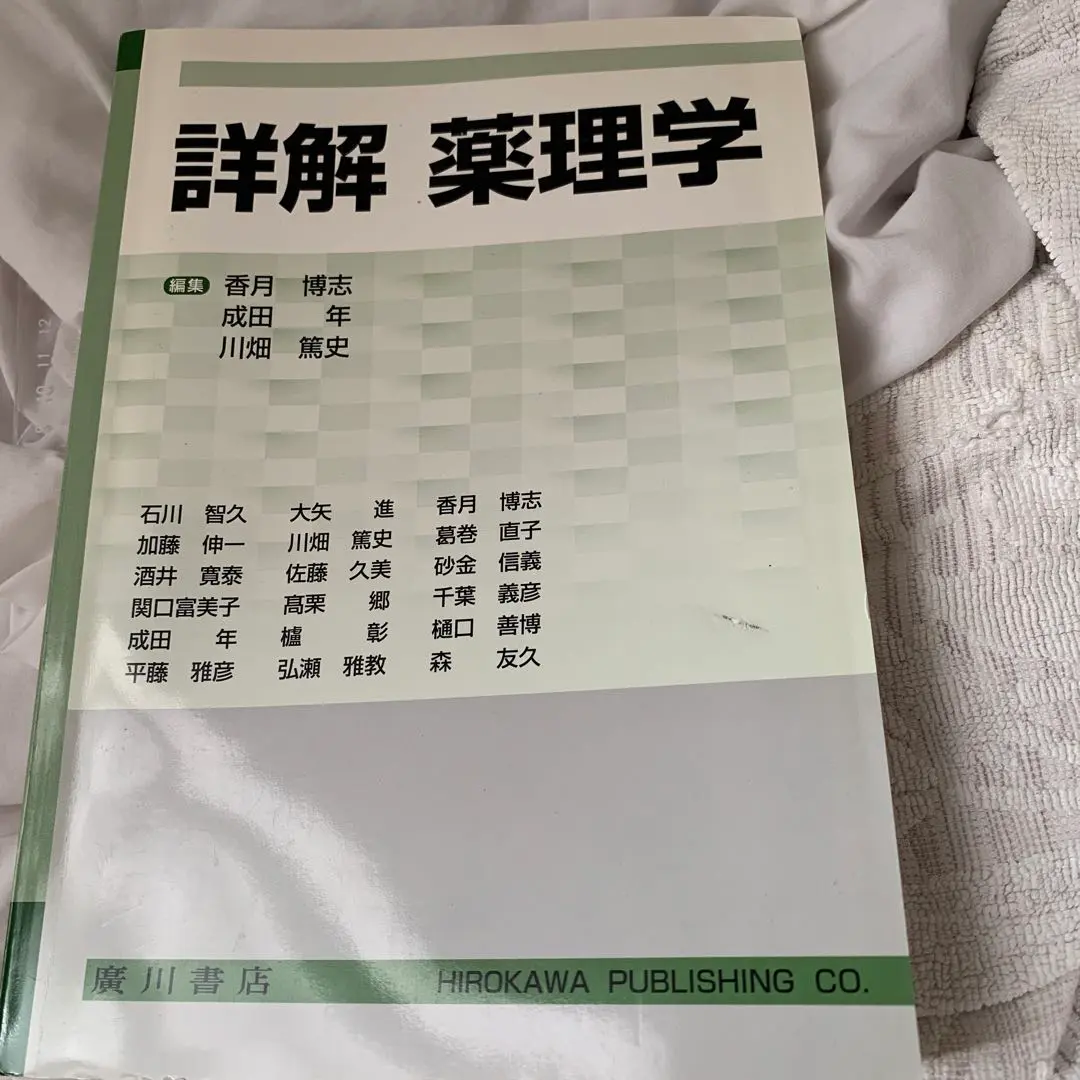 詳解 薬理学
編集 香月 博志
成田 年
川畑 篤史
石川 智久 大矢 進 香月 博志
加藤 伸一 川畑 篤史 葛巻 直子
酒井 寛泰 佐藤 久美 砂金 信義
関口富美子 髙栗 郷 千葉 義彦
成田 年 櫨 彰 樋口 善博
平藤 雅彦 弘瀬 雅教 森 友久
廣川書店 HIROKAWA PUBLISHING CO.
10 11 12